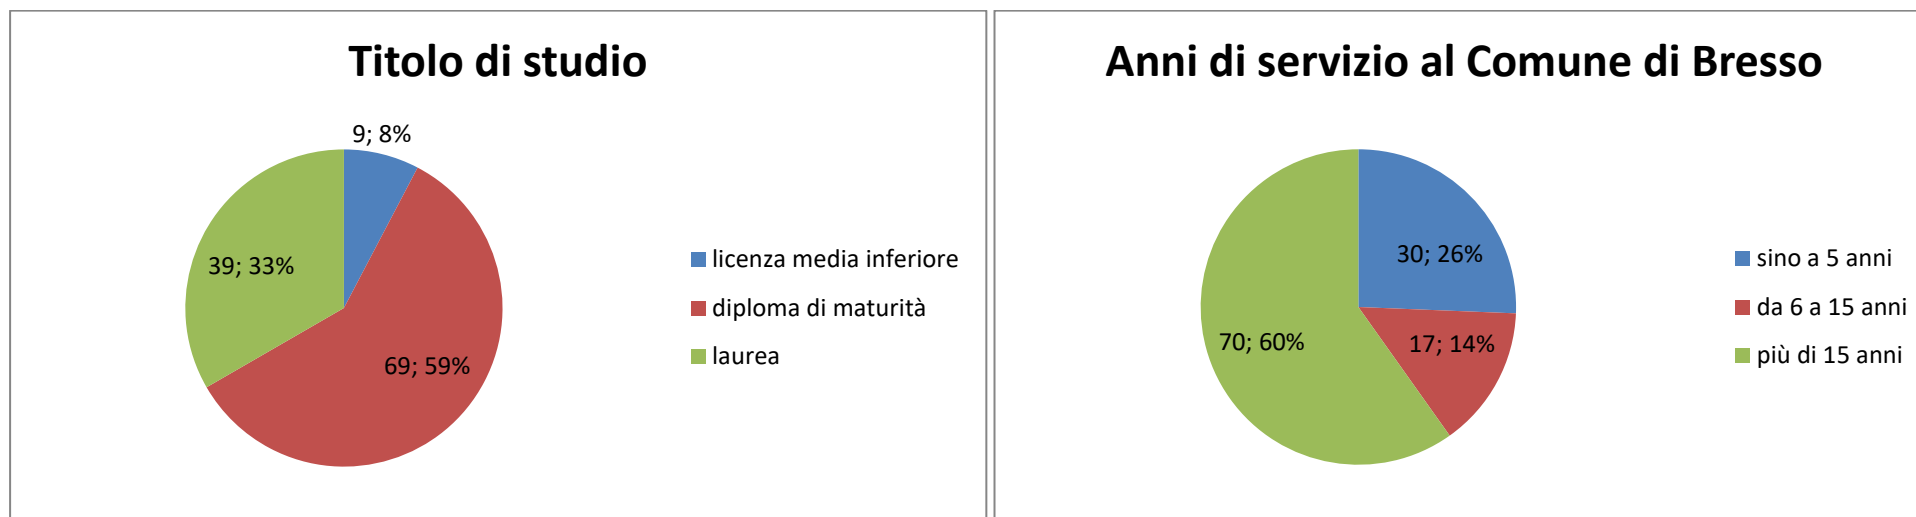 Titolo di studio
9; 8%
39; 33%
69; 59%
licenza media inferiore
diploma di maturità
laurea
Anni di servizio al Comune di Bresso
30; 26%
17; 14%
70; 60%
sino a 5 anni
da 6 a 15 anni
più di 15 anni